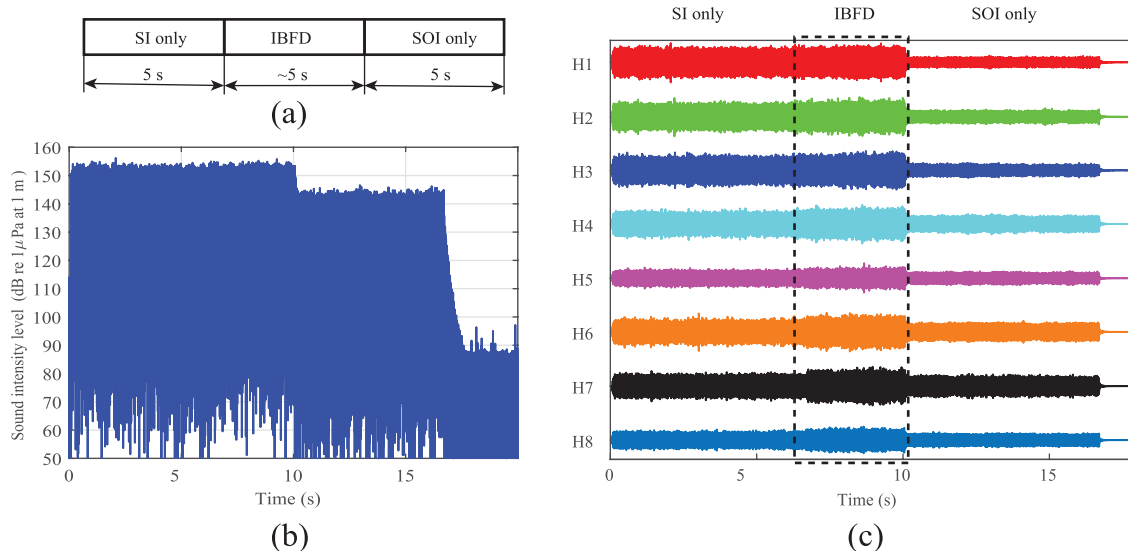 SI only IBFD SOI only
5 s ~5 s 5 s
(a)
160
150
140
130
120
110
100
90
80
70
60
50
Sound intensity level (dB re 1 μ Pa at 1 m )
0 5 10 15
Time (s)
(b)
SI only IBFD SOI only
H1
H2
H3
H4
H5
H6
H7
H8
0 5 10 15
Time (s)
(c)